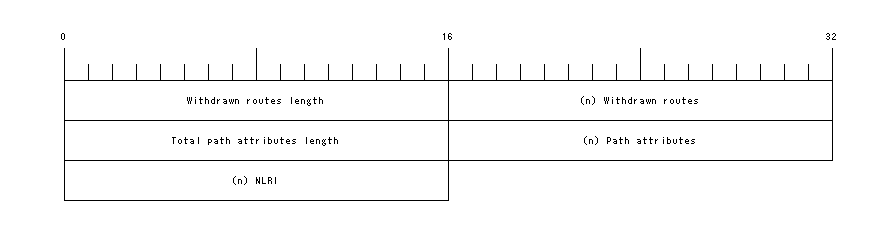 0 16 32
Withdrawn routes length (n) Withdrawn routes
Total path attributes length (n) Path attributes
(n) NLRI